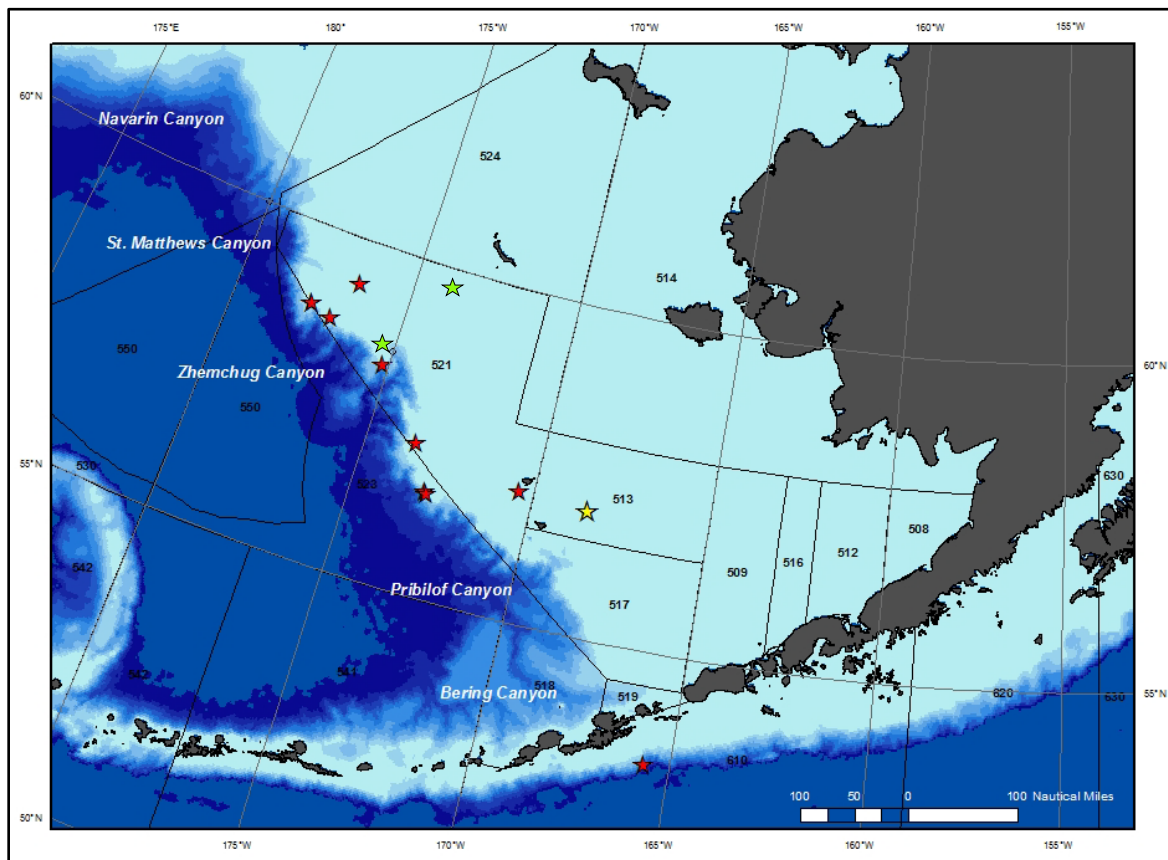 175°E
180°
175°W
170°W
165°W
160°W
155°W
60°N
Navarin Canyon
524
St. Matthews Canyon
514
550
Zhemchug Canyon
521
550
60°N
55°N
530
523
513
630
508
512
516
542
509
Pribilof Canyon
517
542
541
518
Bering Canyon
519
620
630
55°N
610
100 50 0 100 Nautical Miles
50°N
175°W
170°W
165°W
160°W
155°W